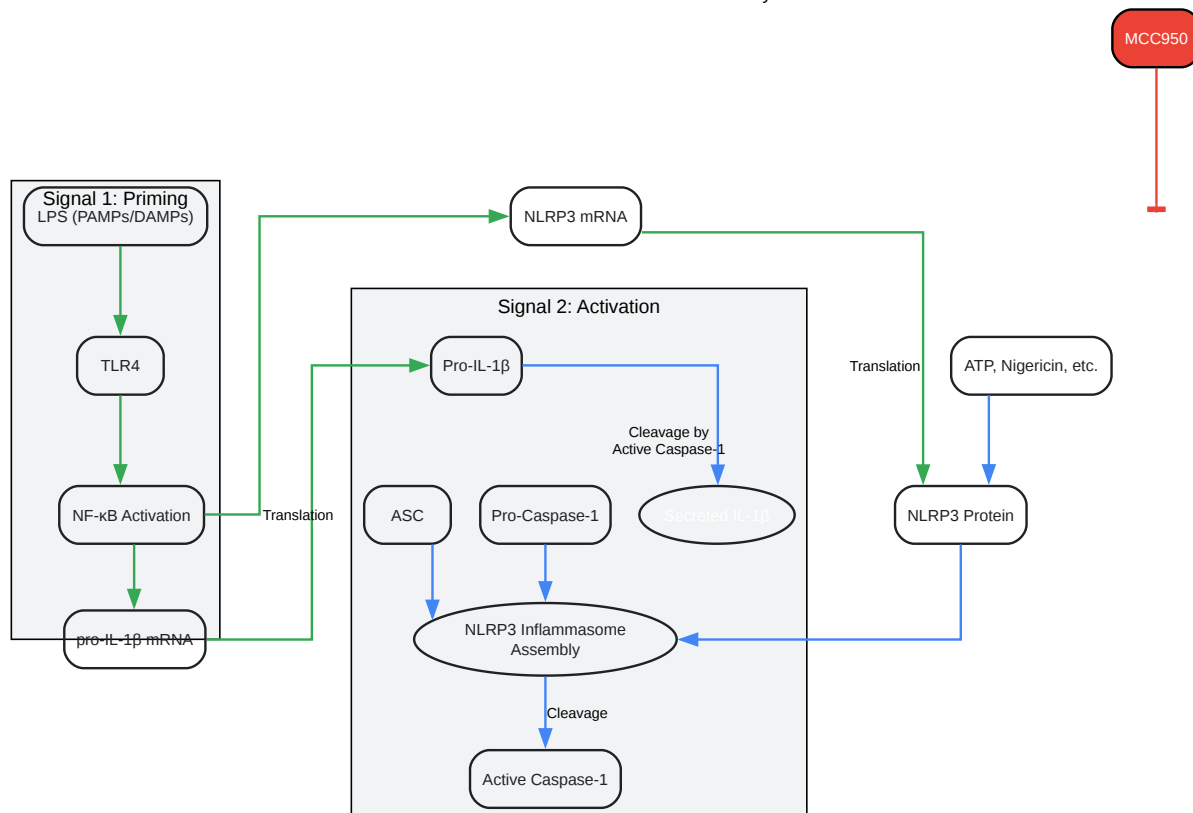 MCC950
Signal 1: Priming
LPS (PAMPs/DAMPs)
NLRP3 mRNA
Signal 2: Activation
TLR4
Pro-IL-1β
Translation
ATP, Nigericin, etc.
Cleavage by
Active Caspase-1
NF-κB Activation
Translation
ASC
Pro-Caspase-1
Secreted IL-1β
NLRP3 Protein
pro-IL-1β mRNA
NLRP3 Inflammasome
Assembly
Cleavage
Active Caspase-1